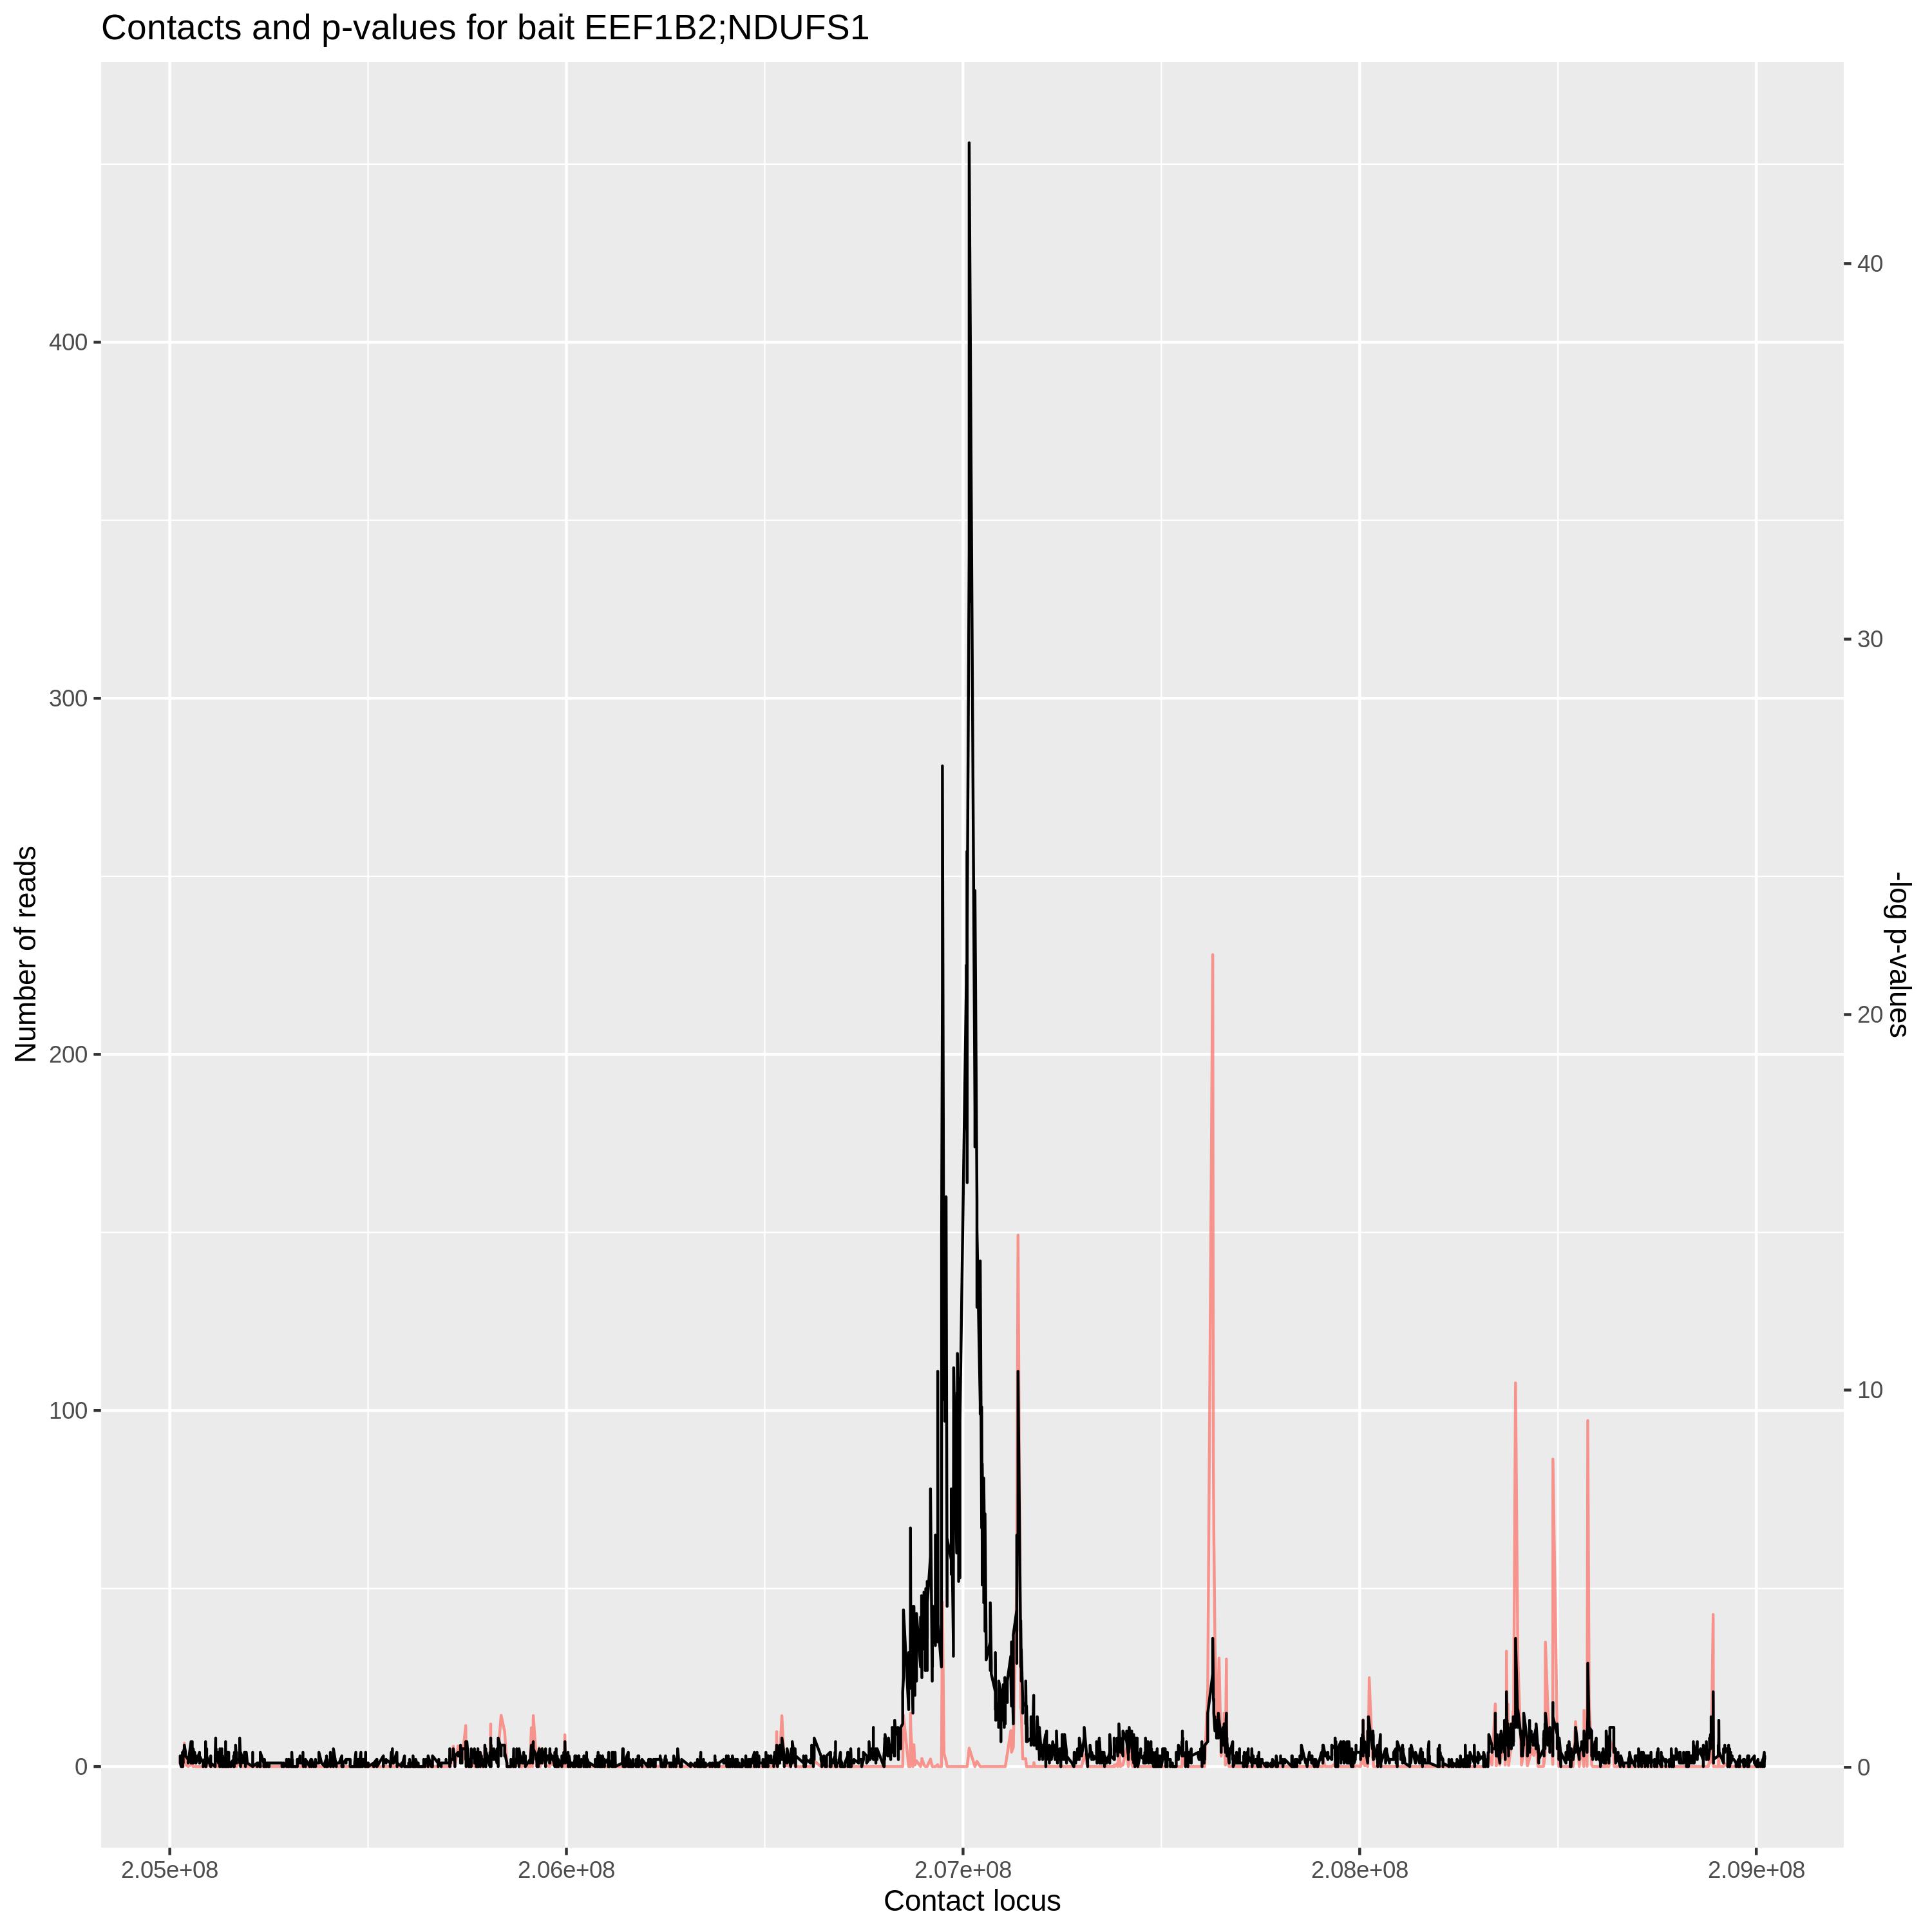 Contacts and p-values for bait EEF1B2;NDUFS1
Number of reads
400
300
200
100
0
40
30
20
10
0
-log p-values
2.05e+08 2.06e+08 2.07e+08 2.08e+08 2.09e+08
Contact locus